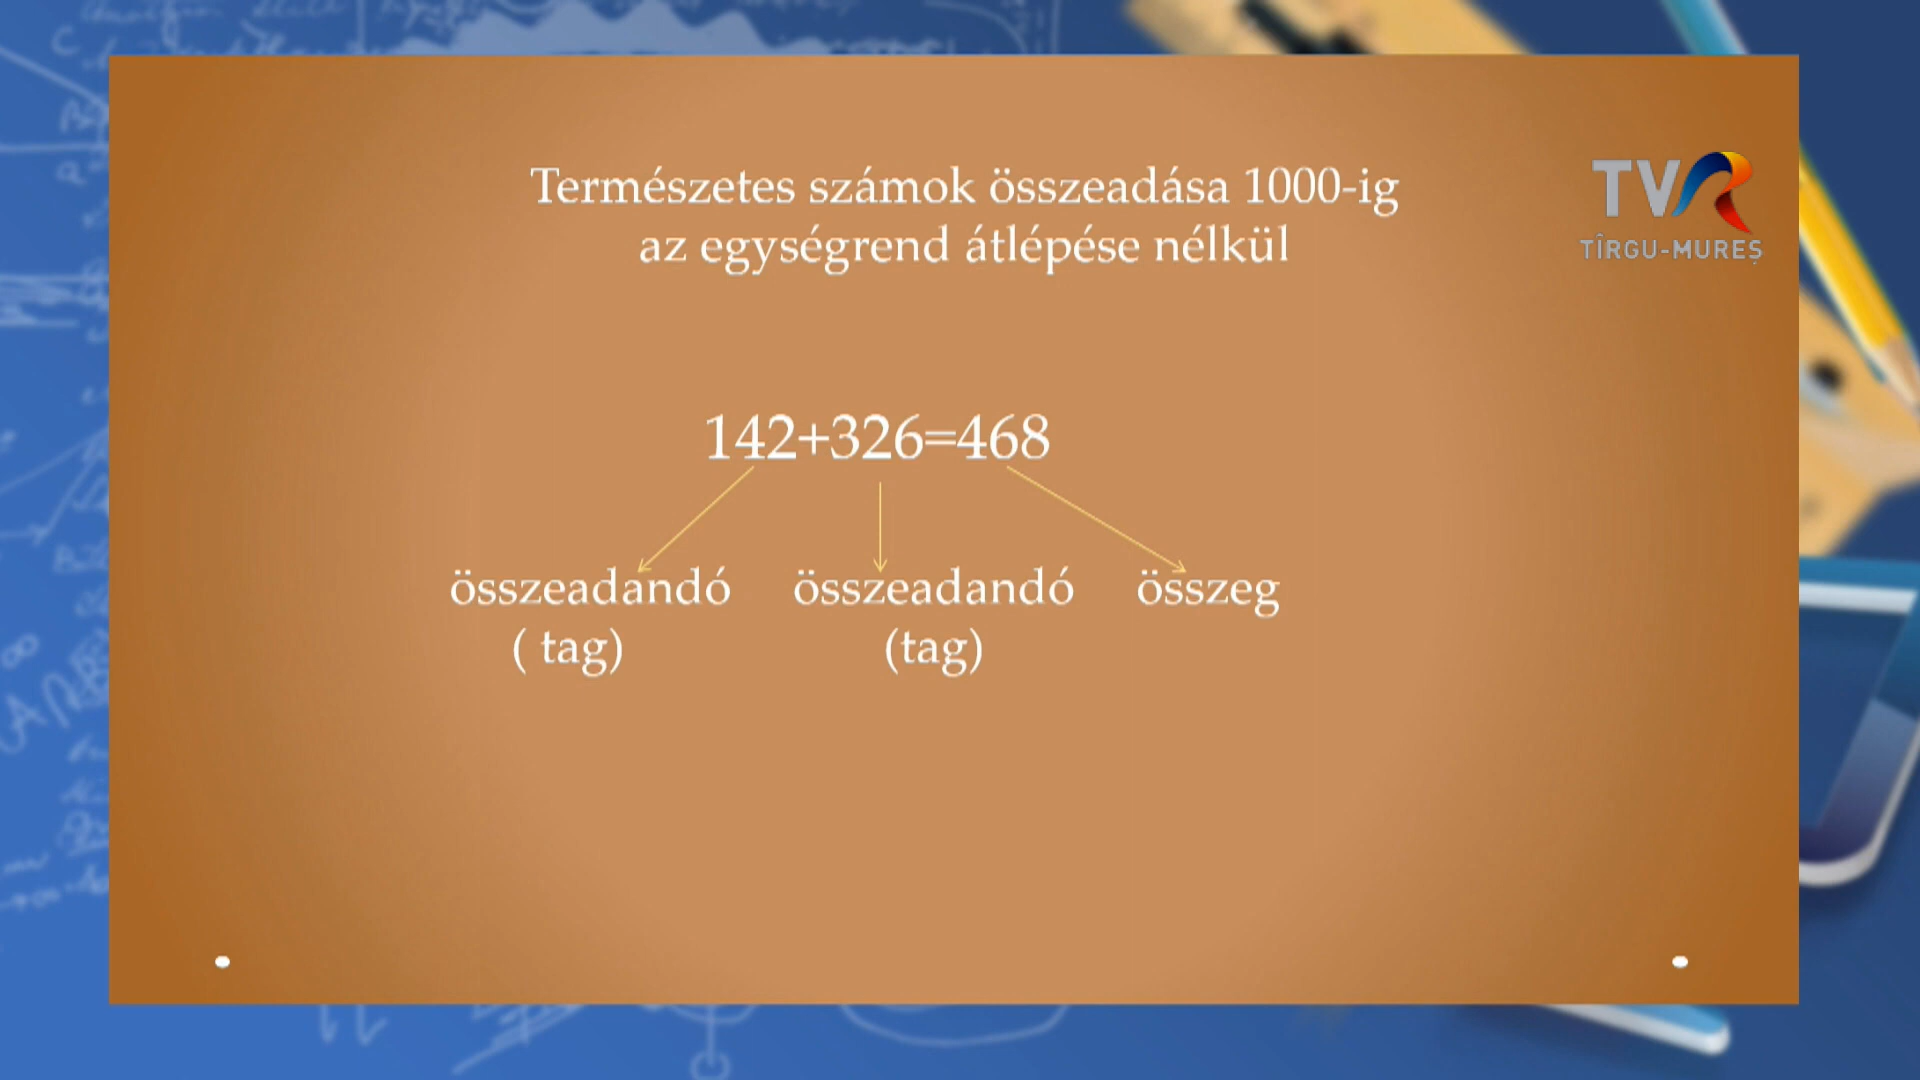 Természetes számok összeadása 1000-ig
az egységrend átlépése nélkül
TVR
TÎRGU-MUREȘ
142+326=468
összeadandó összeadandó összeg
( tag) (tag)